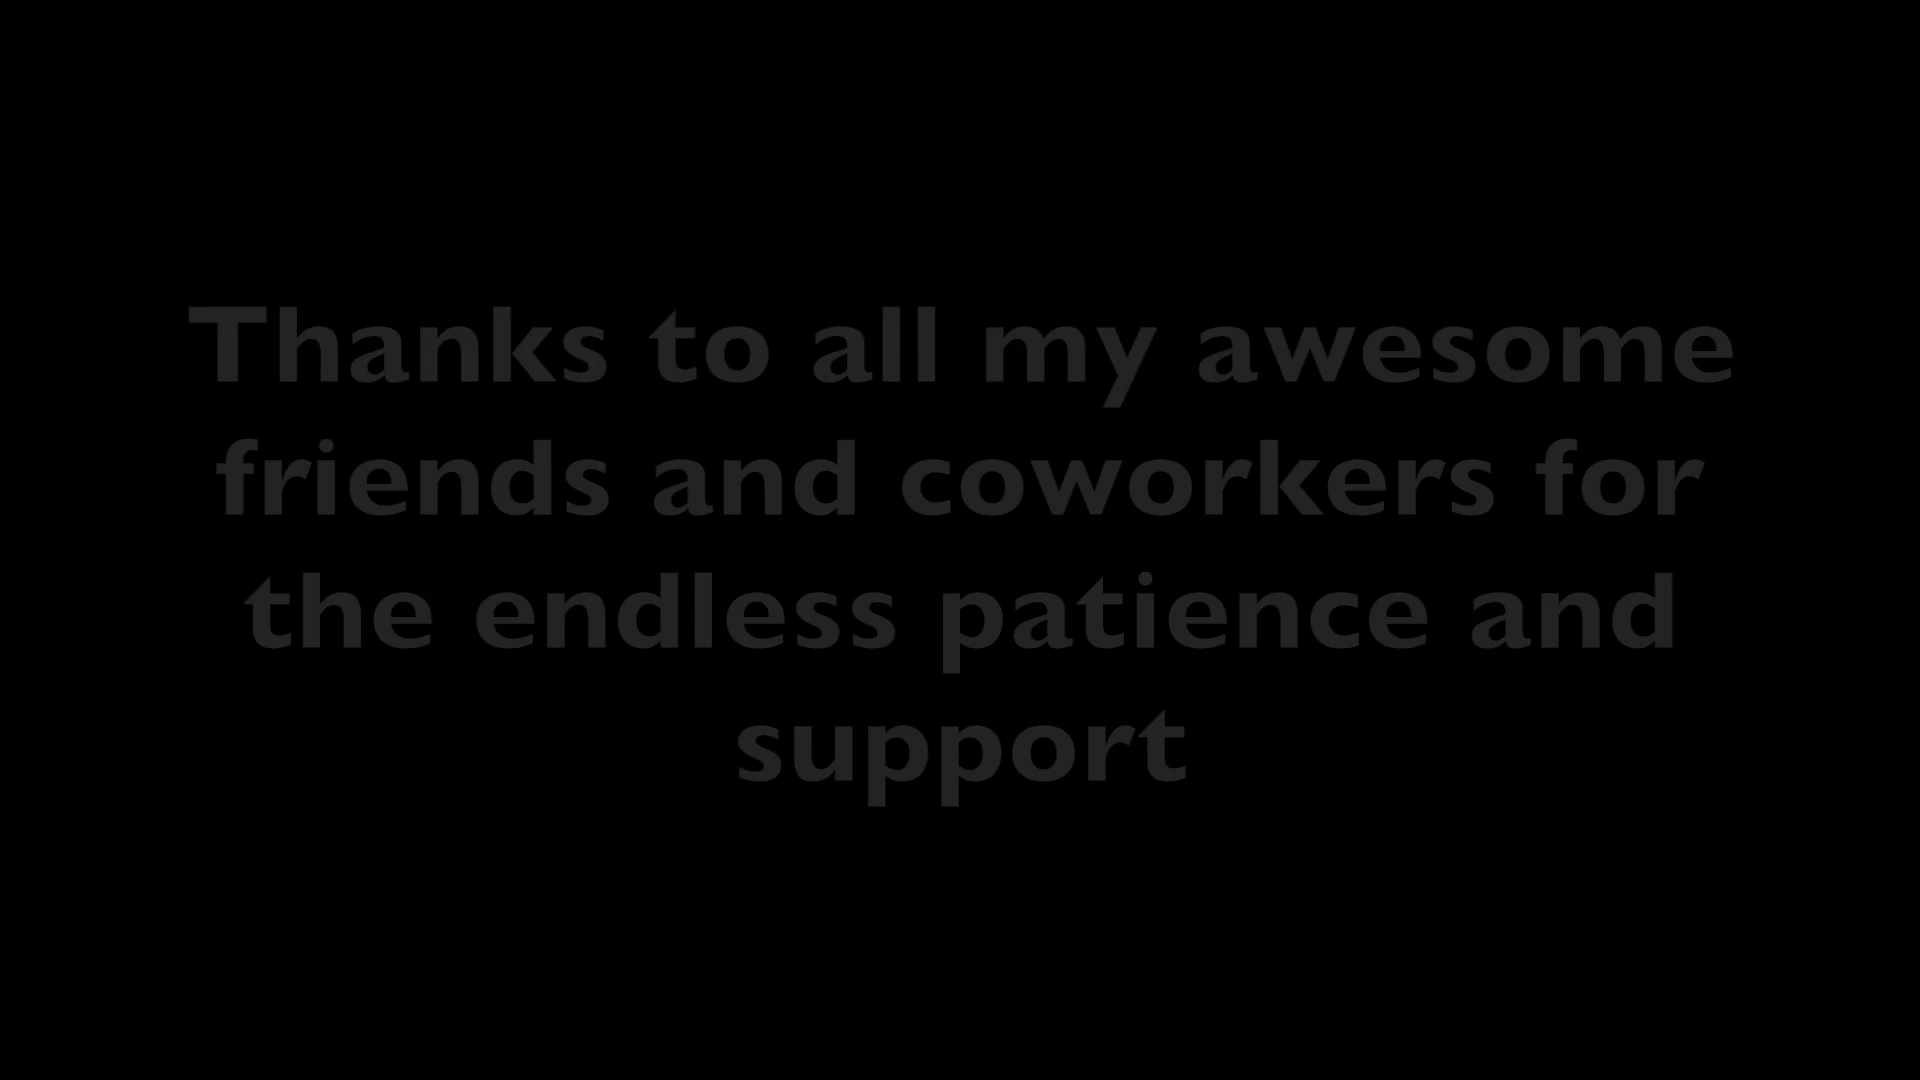 Thanks to all my awesome
friends and coworkers for
the endless patience and
support